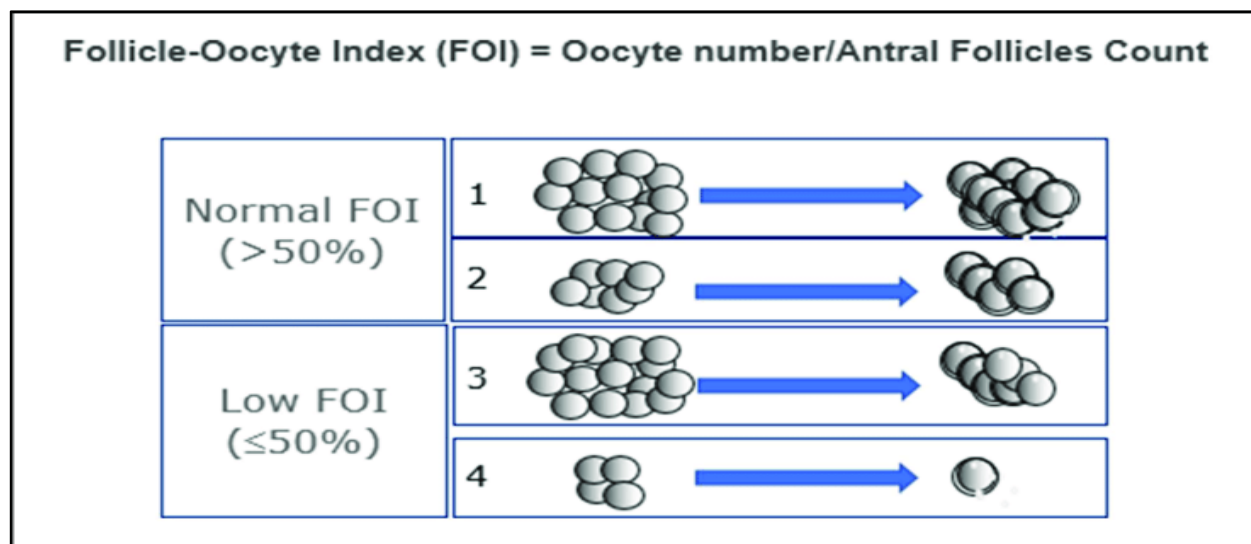 Follicle-Oocyte Index (FOI) = Oocyte number/Antral Follicles Count
Normal FOI
(>50%)
1
2
Low FOI
(≤50%)
3
4